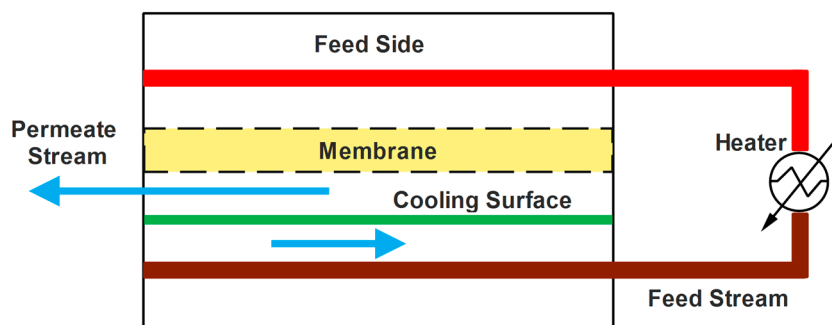 Feed Side
Permeate
Stream
Membrane
Heater
Cooling Surface
Feed Stream